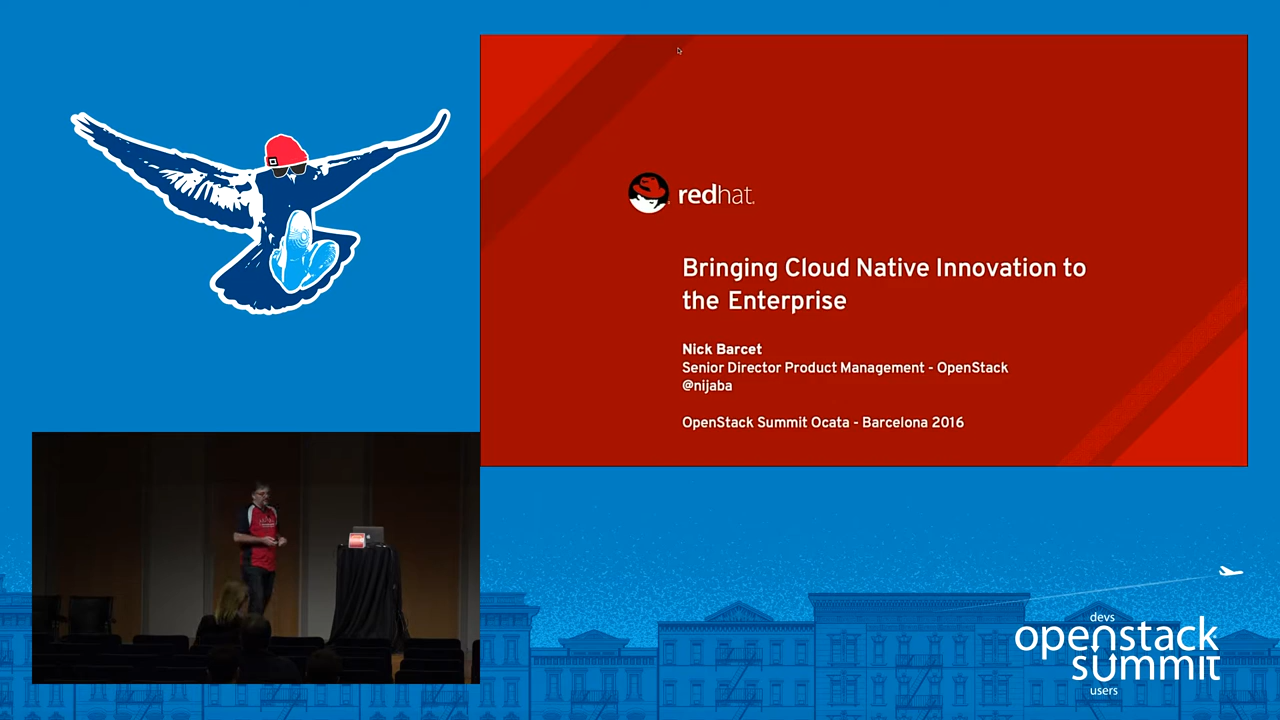 redhat.
Bringing Cloud Native Innovation to
the Enterprise
Nick Barcet
Senior Director Product Management - OpenStack
@nijaba
OpenStack Summit Ocata - Barcelona 2016
devs
openstack
summit
users